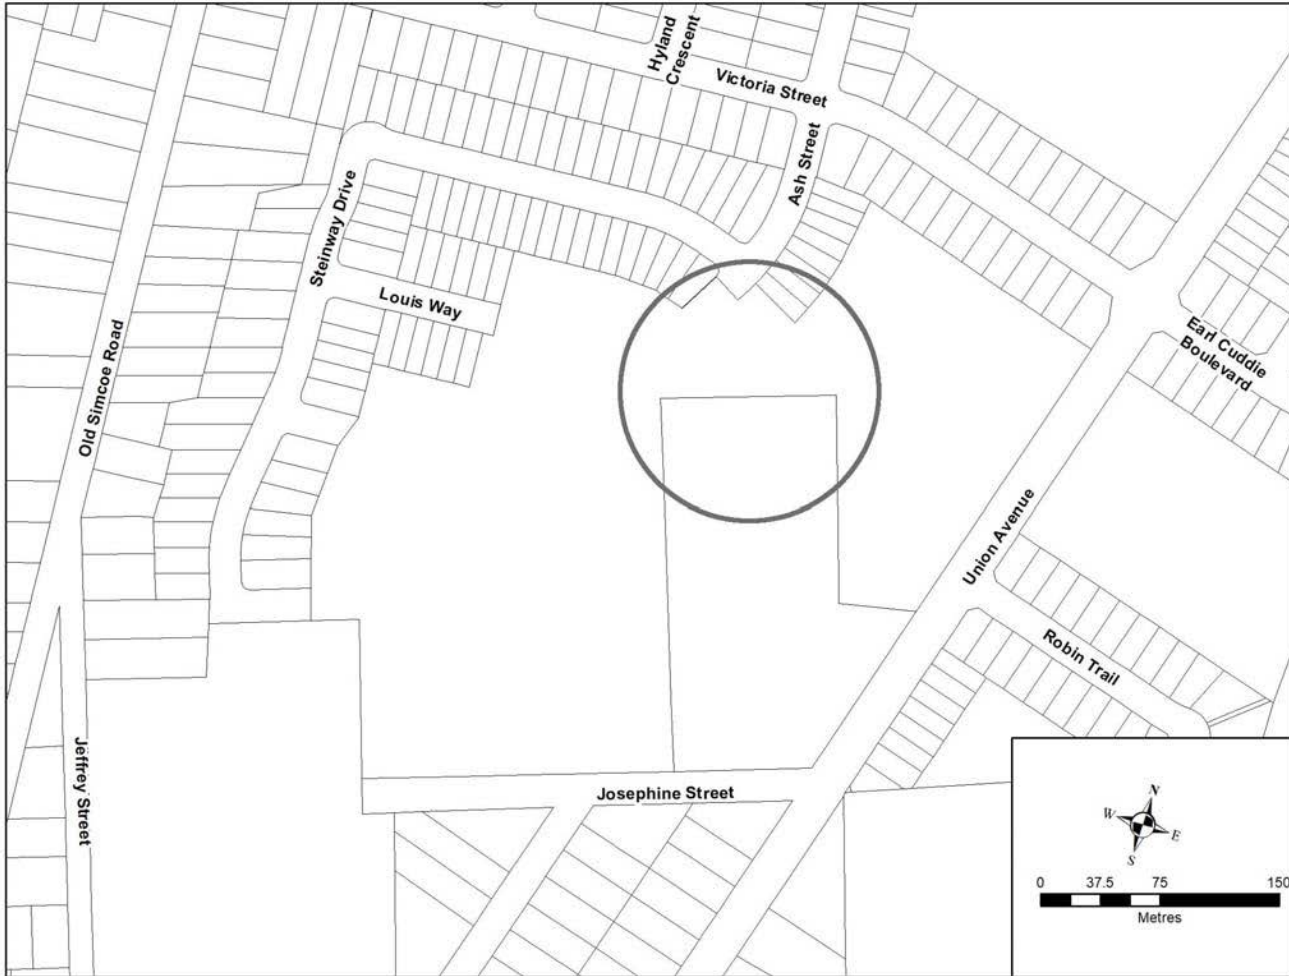 Hyland
Crescent
Victoria Street
Ash Street
Steinway Drive
Louis Way
Old Simcoe Road
Earl Cuddie
Boulevard
Union Avenue
Robin Trail
Jeffrey Street
Josephine Street
N
W
E
S
0 37.5 75 150
Metres